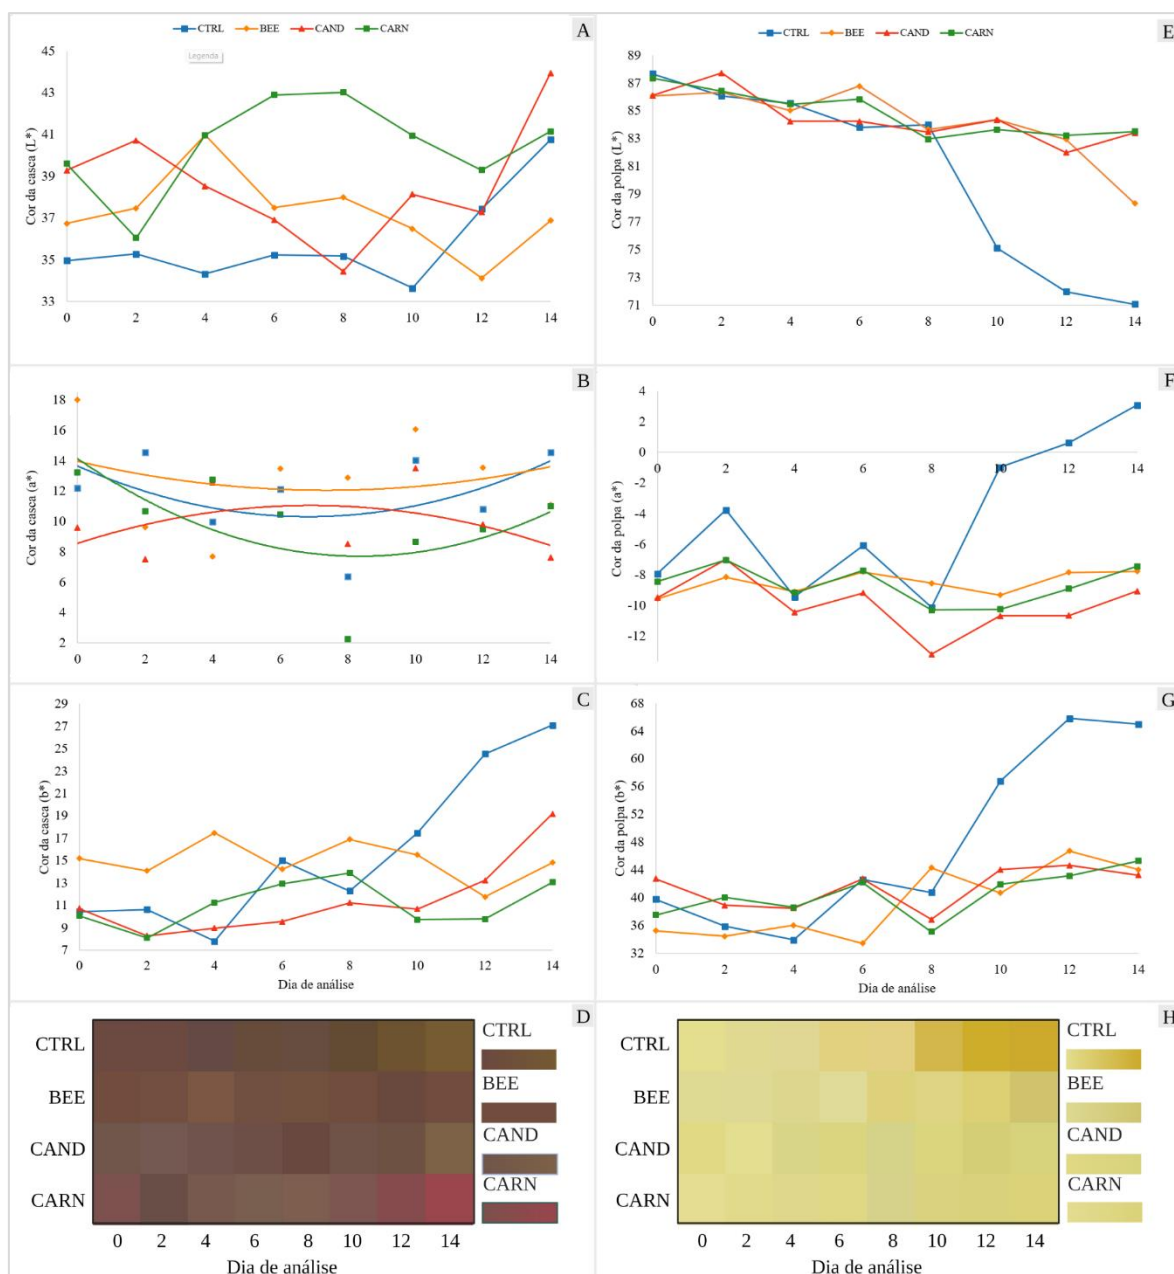 CTRL BEE CAND CARN
A
Legenda
Cor da casca (L*)
45
43
41
39
37
35
33
0 2 4 6 8 10 12 14
CTRL BEE CAND CARN
E
Cor da polpa (L*)
89
87
85
83
81
79
77
75
73
71
0 2 4 6 8 10 12 14
B
Cor da casca (a*)
18
16
14
12
10
8
6
4
2
0 2 4 6 8 10 12 14
F
Cor da polpa (a*)
4
2
0
-2
-4
-6
-8
-10
-12
0 2 4 6 8 10 12 14
C
Cor da casca (b*)
29
27
25
23
21
19
17
15
13
11
9
7
0 2 4 6 8 10 12 14
Dia de análise
G
Cor da polpa (b*)
68
64
60
56
52
48
44
40
36
32
0 2 4 6 8 10 12 14
Dia de análise
D
CTRL
BEE
CAND
CARN
CTRL
BEE
CAND
CARN
0 2 4 6 8 10 12 14
Dia de análise
H
CTRL
BEE
CAND
CARN
CTRL
BEE
CAND
CARN
0 2 4 6 8 10 12 14
Dia de análise